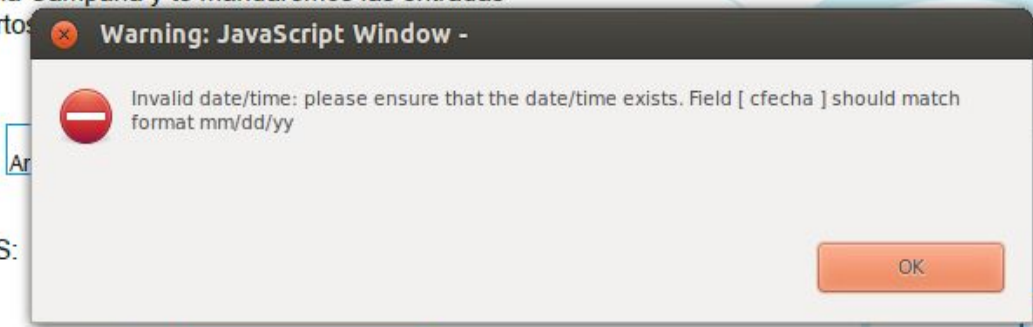 Warning: JavaScript Window -
Invalid date/time: please ensure that the date/time exists. Field [ cfecha ] should match
format mm/dd/yy
Ar
S:
OK